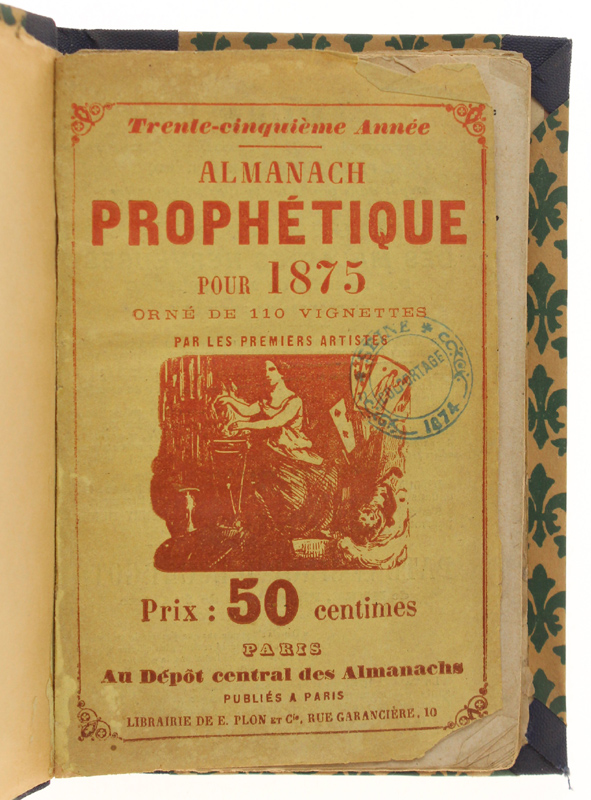 Trente-cinquième Année
ALMANACH
PROPHÉTIQUE
POUR 1875
ORNÉ DE 110 VIGNETTES
PAR LES PREMIERS ARTISTES
SEINE
COLPORTAGE
1874
Prix : 50 centimes
PARIS
Au Dépôt central des Almanachs
PUBLIÉS A PARIS
LIBRAIRIE DE E. PLON ET Cie, RUE GARANCIÈRE, 10